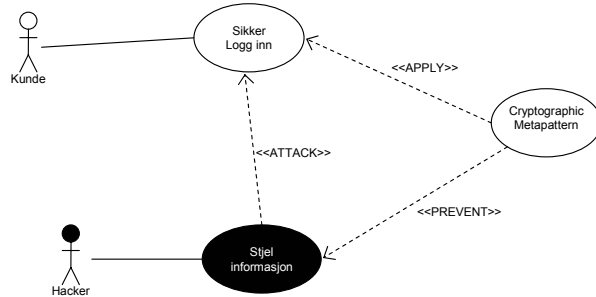 Sikker
Logg inn
Kunde
<<APPLY>>
Cryptographic
Metapattern
<<ATTACK>>
<<PREVENT>>
Stjel
informasjon
Hacker